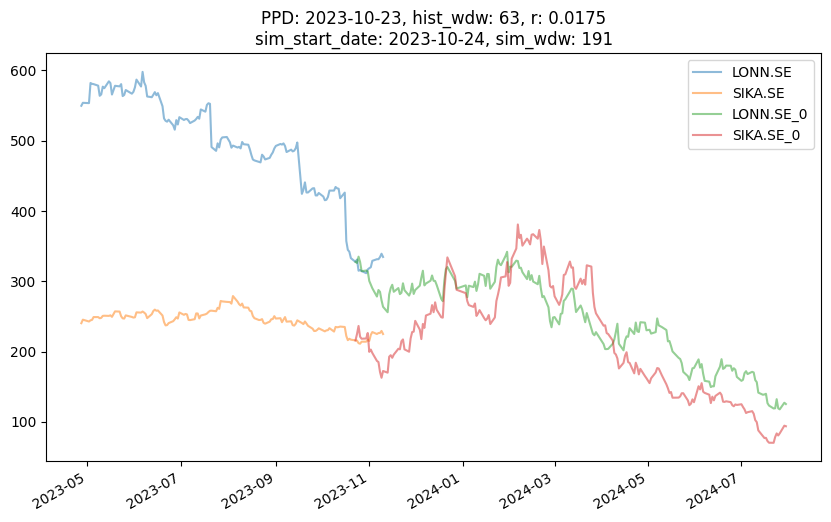 PPD: 2023-10-23, hist_wdw: 63, r: 0.0175
sim_start_date: 2023-10-24, sim_wdw: 191
600
500
400
300
200
100
LONN.SE
SIKA.SE
LONN.SE_0
SIKA.SE_0
2023-05
2023-07
2023-09
2023-11
2024-01
2024-03
2024-05
2024-07